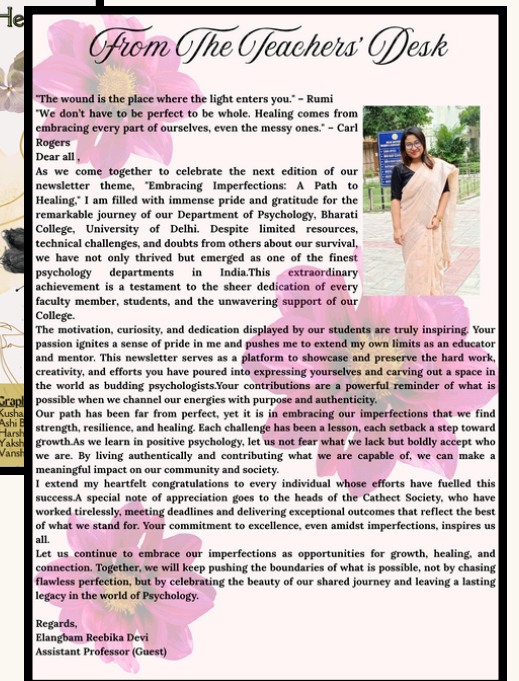 He
From The Teachers' Desk
"The wound is the place where the light enters you." – Rumi
"We don't have to be perfect to be whole. Healing comes from
embracing every part of ourselves, even the messy ones." – Carl
Rogers
Dear all ,
As we come together to celebrate the next edition of our
newsletter theme, "Embracing Imperfections: A Path to
Healing," I am filled with immense pride and gratitude for the
remarkable journey of our Department of Psychology, Bharati
College, University of Delhi. Despite limited resources,
technical challenges, and doubts from others about our survival,
we have not only thrived but emerged as one of the finest
psychology departments in India.This extraordinary
achievement is a testament to the sheer dedication of every
faculty member, students, and the unwavering support of our
College.
The motivation, curiosity, and dedication displayed by our students are truly inspiring. Your
passion ignites a sense of pride in me and pushes me to extend my own limits as an educator
and mentor. This newsletter serves as a platform to showcase and preserve the hard work,
creativity, and efforts you have poured into expressing yourselves and carving out a space in
the world as budding psychologists.Your contributions are a powerful reminder of what is
possible when we channel our energies with purpose and authenticity.
Our path has been far from perfect, yet it is in embracing our imperfections that we find
strength, resilience, and healing. Each challenge has been a lesson, each setback a step toward
growth.As we learn in positive psychology, let us not fear what we lack but boldly accept who
we are. By living authentically and contributing what we are capable of, we can make a
meaningful impact on our community and society.
I extend my heartfelt congratulations to every individual whose efforts have fuelled this
success.A special note of appreciation goes to the heads of the Cathect Society, who have
worked tirelessly, meeting deadlines and delivering exceptional outcomes that reflect the best
of what we stand for. Your commitment to excellence, even amidst imperfections, inspires us
all.
Let us continue to embrace our imperfections as opportunities for growth, healing, and
connection. Together, we will keep pushing the boundaries of what is possible, not by chasing
flawless perfection, but by celebrating the beauty of our shared journey and leaving a lasting
legacy in the world of Psychology.
Regards,
Elangbam Reebika Devi
Assistant Professor (Guest)
Graph
Kusha
Ashi B
Harsh
Yaksh
Vansh